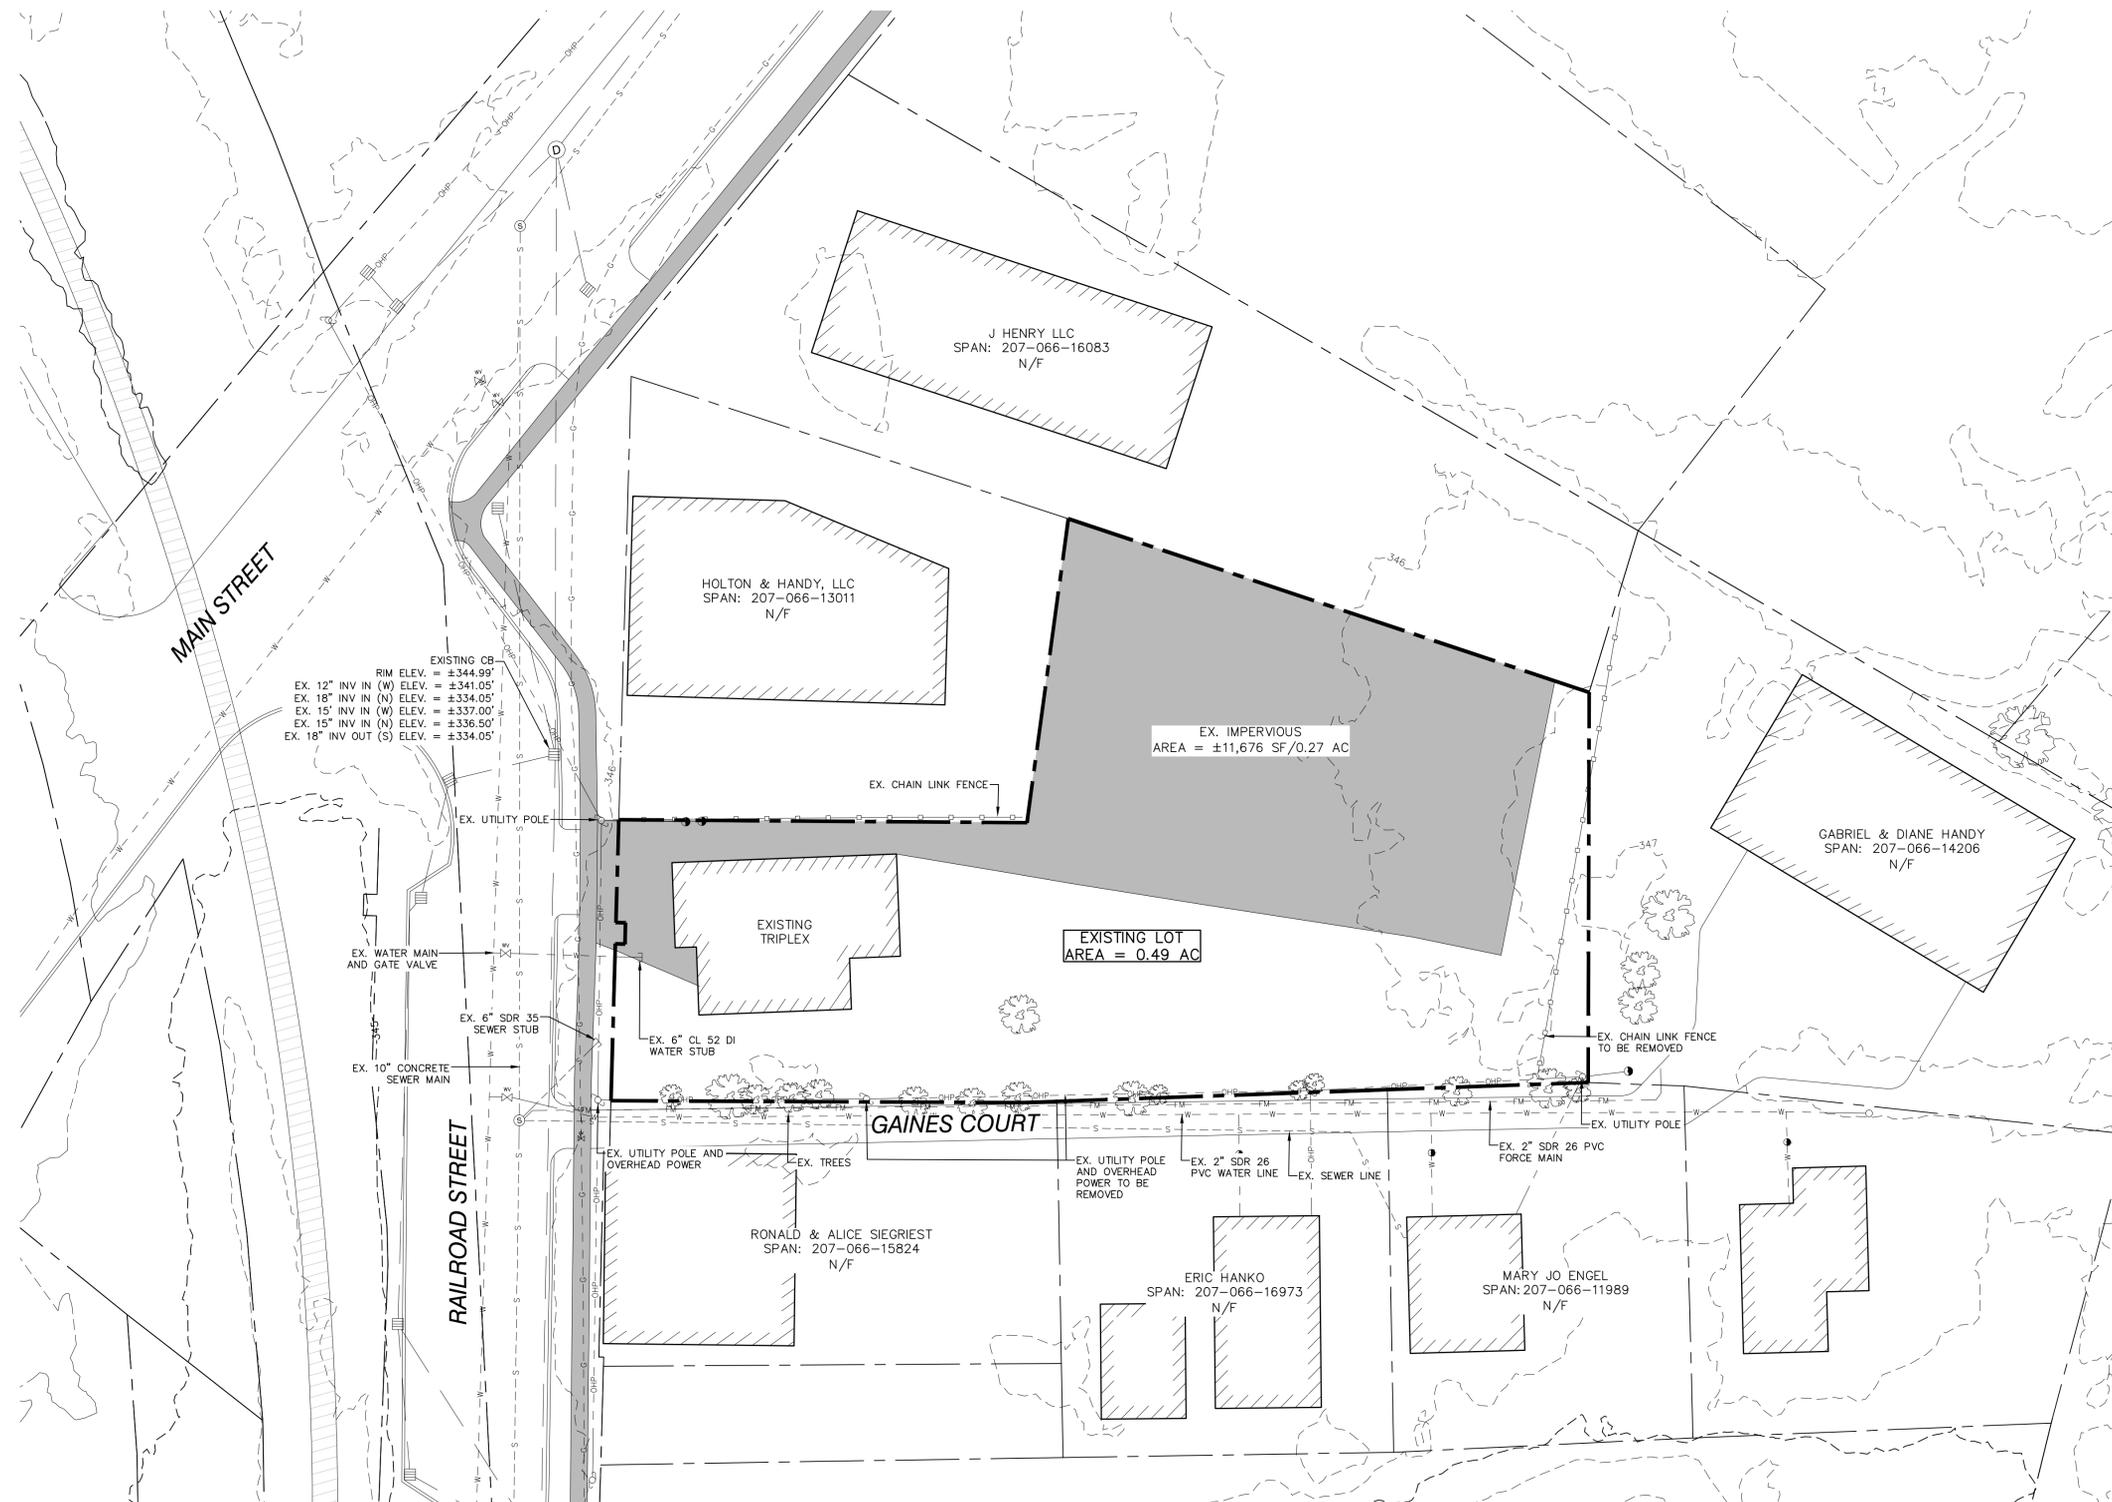 J HENRY LLC
SPAN: 207-066-16083
N/F
MAIN STREET
HOLTON & HANDY, LLC
SPAN: 207-066-13011
N/F
346
EXISTING CB
RIM ELEV. = ±344.99'
EX. 12" INV IN (W) ELEV. = ±341.05'
EX. 18" INV IN (N) ELEV. = ±334.05'
EX. 15' INV IN (W) ELEV. = ±337.00'
EX. 15" INV IN (N) ELEV. = ±336.50'
EX. 18" INV OUT (S) ELEV. = ±334.05'
346
EX. IMPERVIOUS
AREA = ±11,676 SF/0.27 AC
EX. CHAIN LINK FENCE
EX. UTILITY POLE
GABRIEL & DIANE HANDY
SPAN: 207-066-14206
N/F
347
EXISTING
TRIPLEX
EXISTING LOT
AREA = 0.49 AC
EX. WATER MAIN
AND GATE VALVE
EX. 6" SDR 35
SEWER STUB
EX. 6" CL 52 DI
WATER STUB
345
EX. CHAIN LINK FENCE
TO BE REMOVED
EX. 10" CONCRETE
SEWER MAIN
RAILROAD STREET
GAINES COURT
EX. UTILITY POLE
EX. UTILITY POLE AND
OVERHEAD POWER
EX. TREES
EX. UTILITY POLE
AND OVERHEAD
POWER TO BE
REMOVED
EX. 2" SDR 26
PVC WATER LINE
EX. SEWER LINE
EX. 2" SDR 26 PVC
FORCE MAIN
RONALD & ALICE SIEGRIEST
SPAN: 207-066-15824
N/F
ERIC HANKO
SPAN: 207-066-16973
N/F
MARY JO ENGEL
SPAN: 207-066-11989
N/F